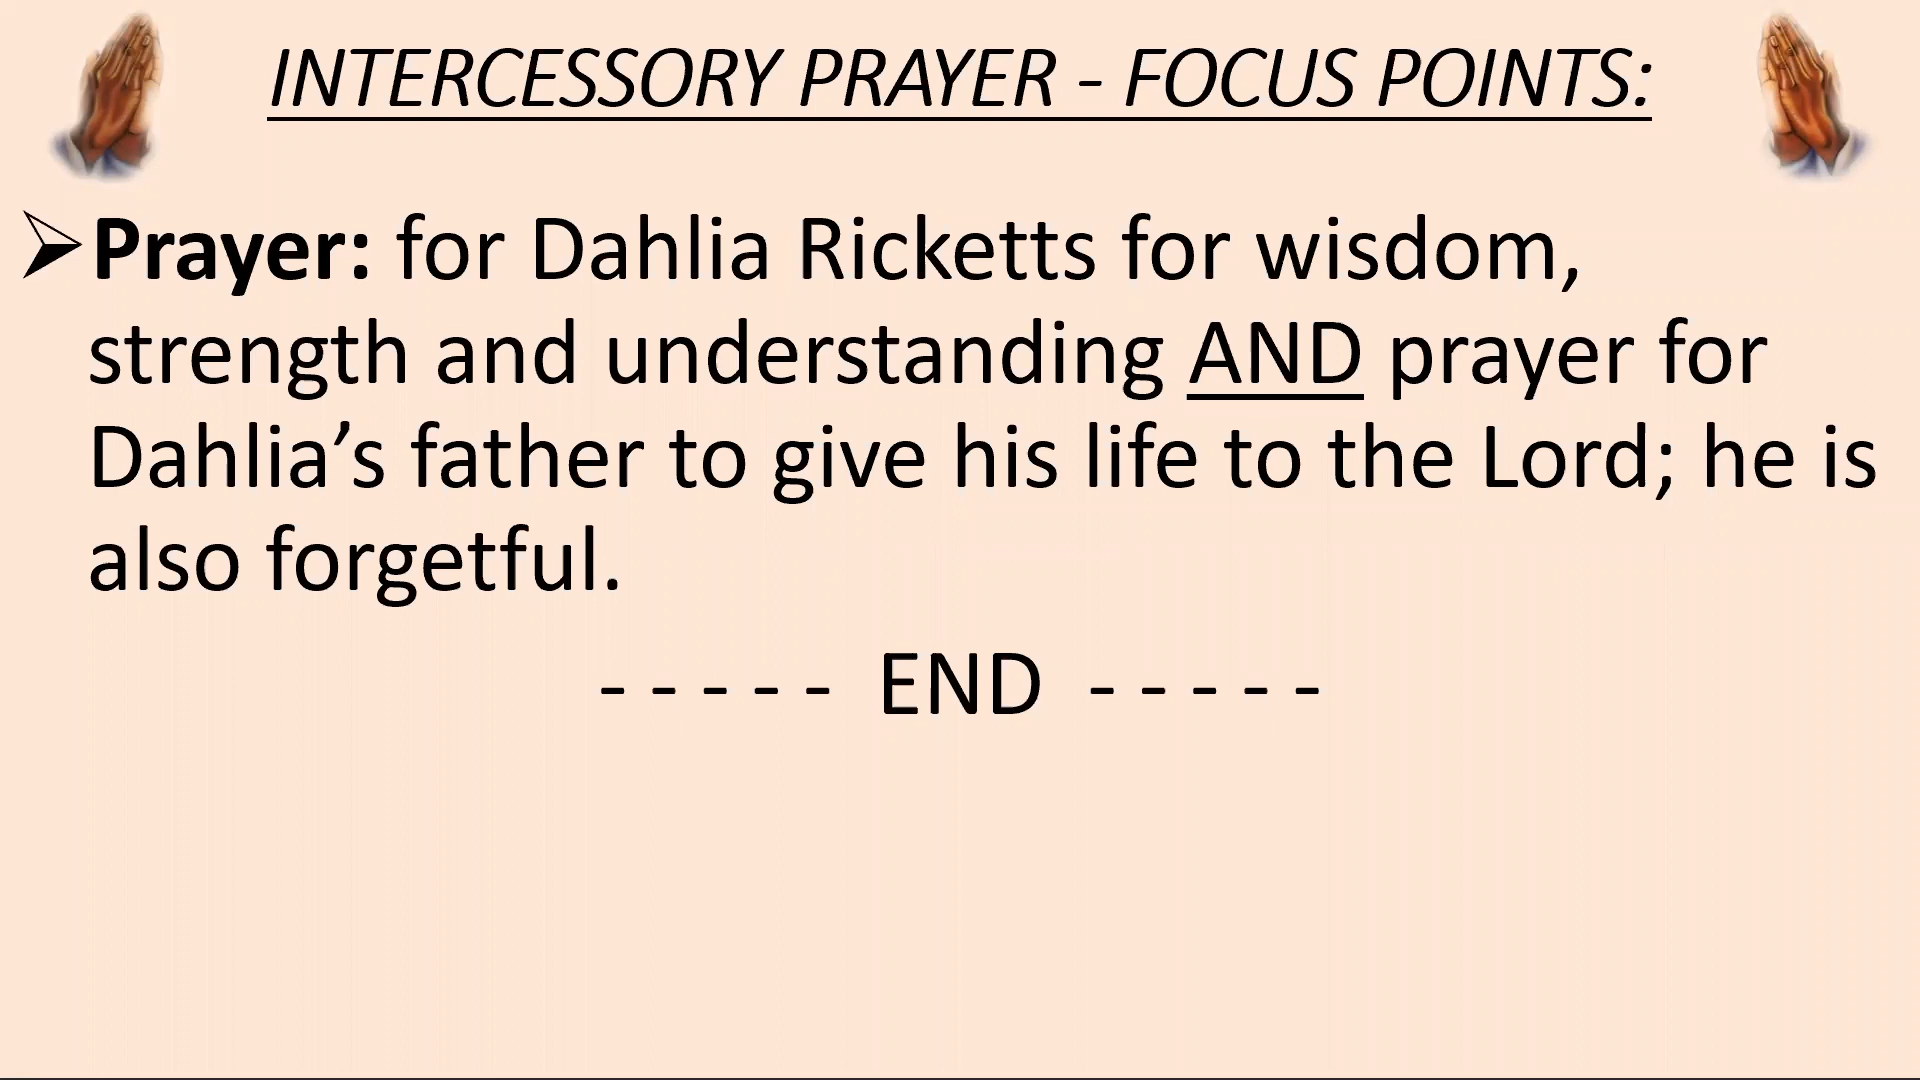 INTERCESSORY PRAYER - FOCUS POINTS:
➢Prayer: for Dahlia Ricketts for wisdom,
strength and understanding AND prayer for
Dahlia’s father to give his life to the Lord; he is
also forgetful.
- - - - - END - - - - -